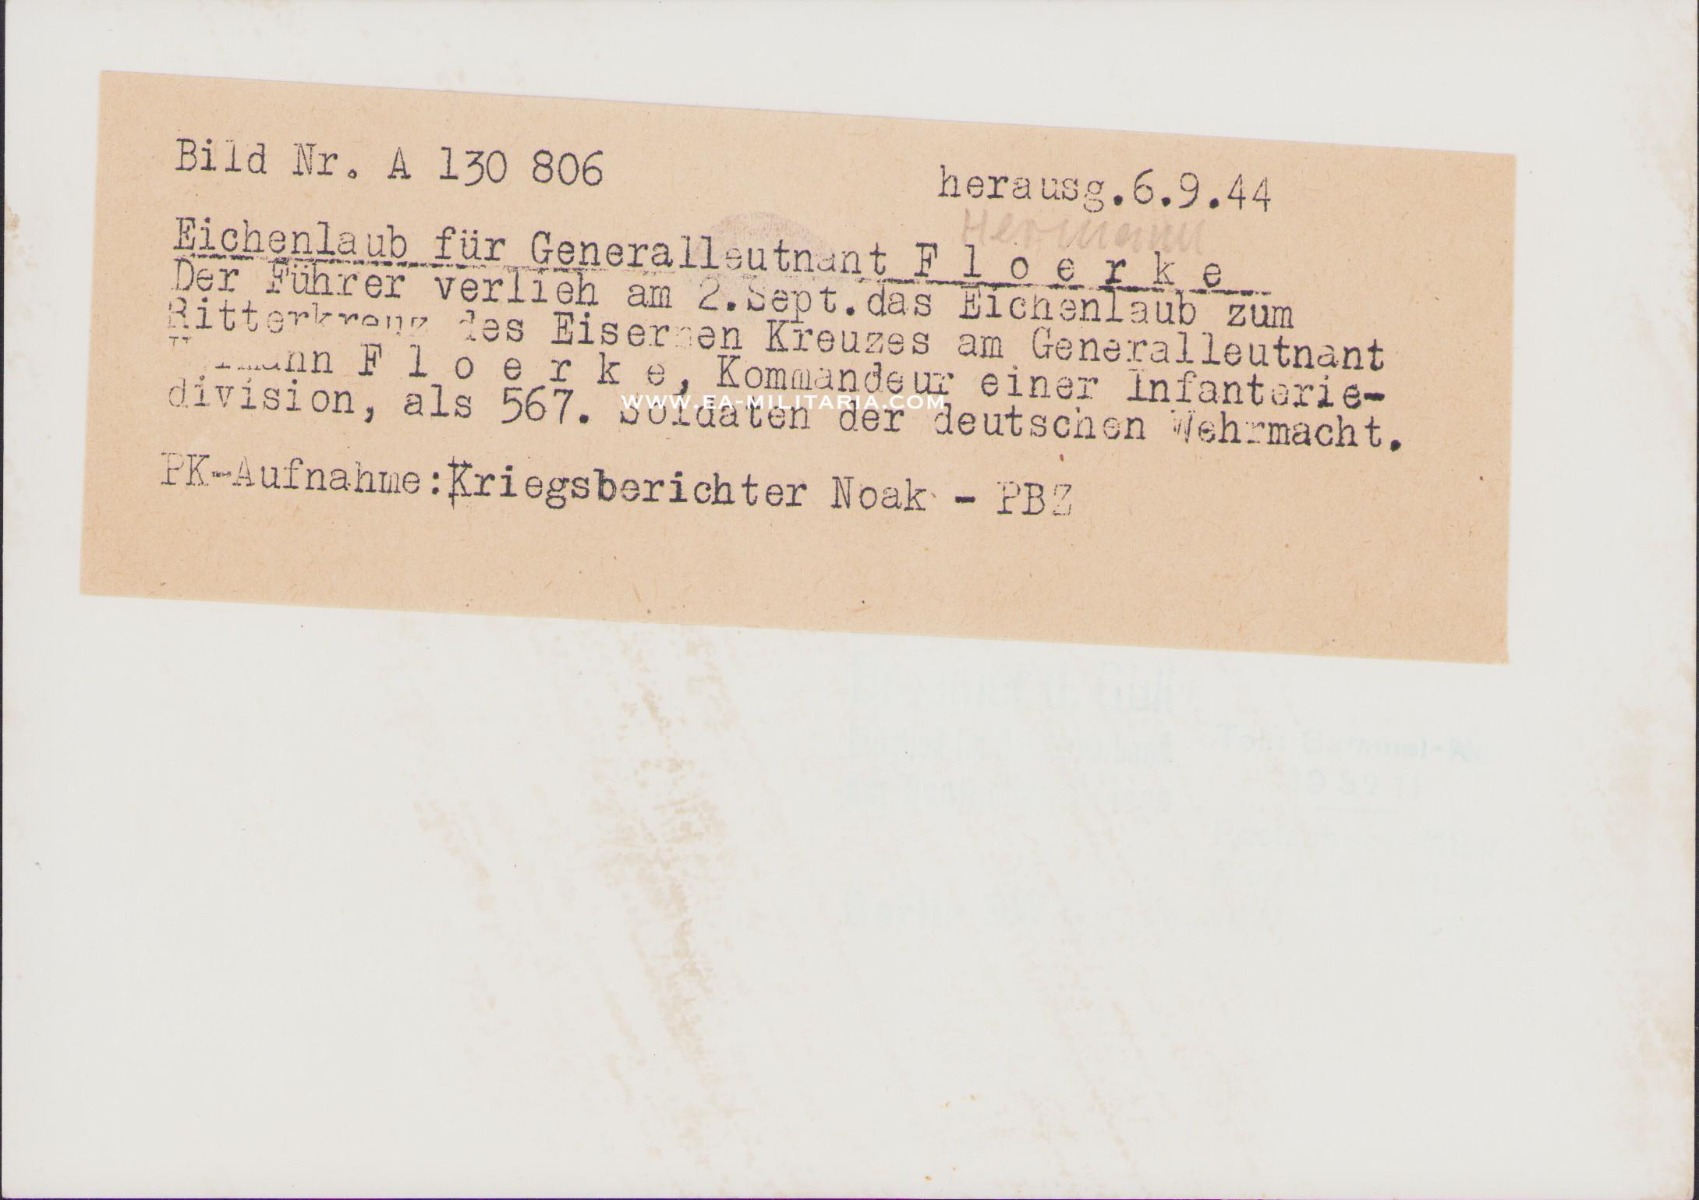 Bild Nr. A 130 806
herausg.6.9.44
Hermann
Eichenlaub für Generalleutnant F l o e r k e
Der Führer verlieh am 2.Sept.das Eichenlaub zum
Ritterkreuz des Eisernen Kreuzes am Generalleutnant
Hermann F l o e r k e, Kommandeur einer Infanterie-
division, als 567. Soldaten der deutschen Wehrmacht.
WWW.EA-MILITARIA.COM
PK-Aufnahme:Kriegsberichter Noak - PBZ